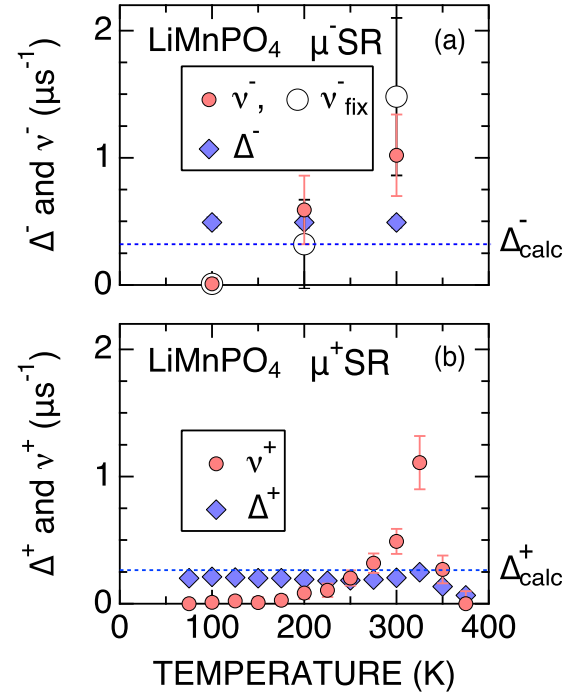 2
LiMnPO₄ μ⁻SR (a)
ν⁻, ν⁻fix
Δ⁻
Δ⁻ and ν⁻ (μs⁻¹)
1
Δ⁻calc
0
2
LiMnPO₄ μ⁺SR (b)
ν⁺
Δ⁺
Δ⁺ and ν⁺ (μs⁻¹)
1
Δ⁺calc
0
0 100 200 300 400
TEMPERATURE (K)